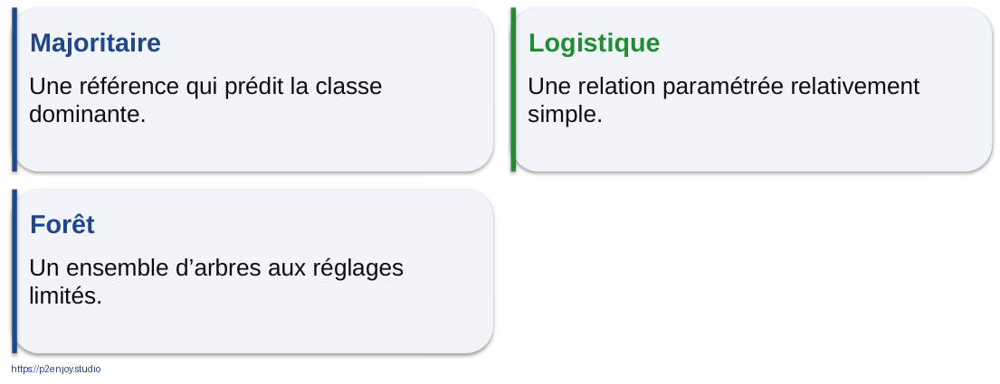 Majoritaire
Une référence qui prédit la classe
dominante.
Logistique
Une relation paramétrée relativement
simple.
Forêt
Un ensemble d’arbres aux réglages
limités.
https://p2enjoy.studio